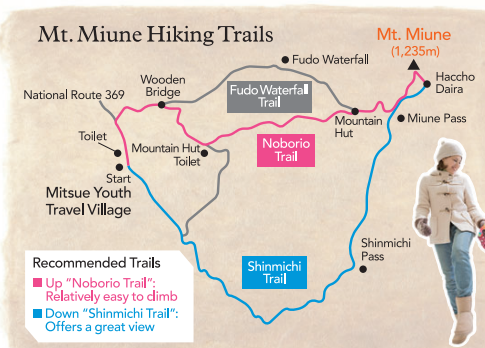 Mt. Miune Hiking Trails
Mt. Miune
(1,235m)
Fudo Waterfall
Haccho
Daira
Wooden
Bridge
National Route 369
Fudo Waterfall
Trail
Mountain
Hut
Miune Pass
Toilet
Mountain Hut
Toilet
Noborio
Trail
Start
Mitsue Youth
Travel Village
Shinmichi
Pass
Shinmichi
Trail
Recommended Trails
Up "Noborio Trail":
Relatively easy to climb
Down "Shinmichi Trail":
Offers a great view